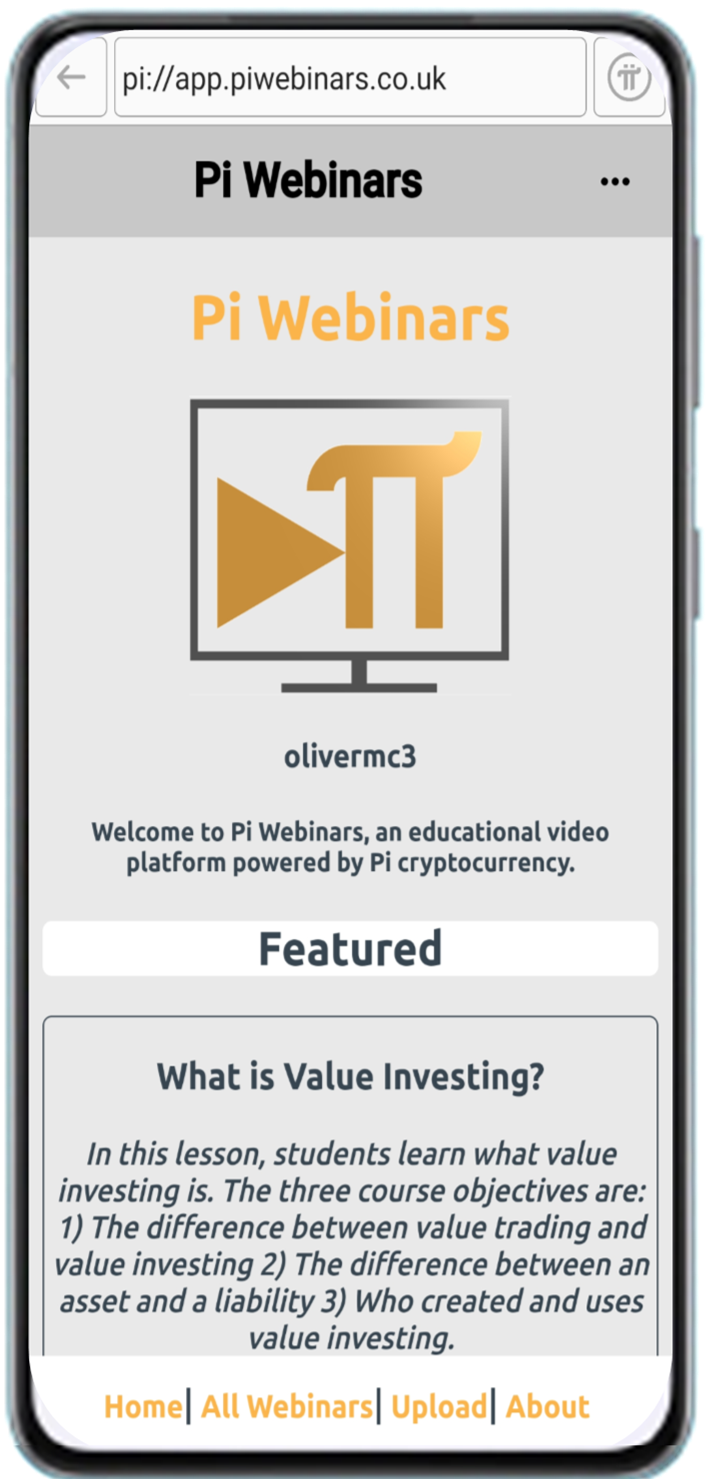 pi://app.piwebinars.co.uk
Pi Webinars
Pi Webinars
olivermc3
Welcome to Pi Webinars, an educational video
platform powered by Pi cryptocurrency.
Featured
What is Value Investing?
In this lesson, students learn what value
investing is. The three course objectives are:
1) The difference between value trading and
value investing 2) The difference between an
asset and a liability 3) Who created and uses
value investing.
Home| All Webinars| Upload| About